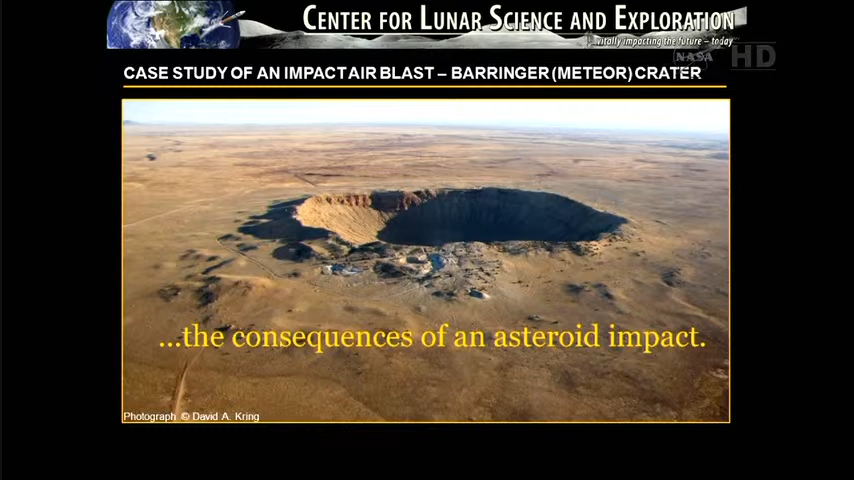 CENTER FOR LUNAR SCIENCE AND EXPLORATION
...vitally impacting the future – today
NASA HD
CASE STUDY OF AN IMPACT AIR BLAST – BARRINGER (METEOR) CRATER
...the consequences of an asteroid impact.
Photograph © David A. Kring